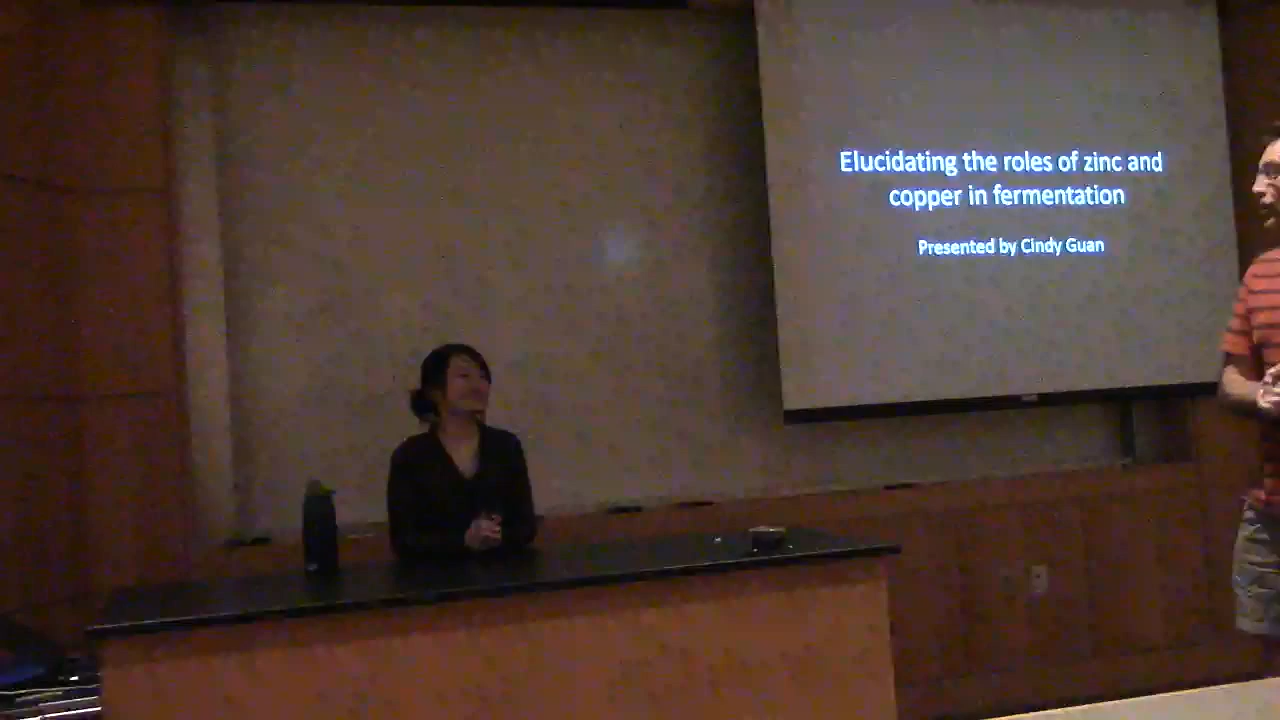 Elucidating the roles of zinc and
copper in fermentation
Presented by Cindy Guan